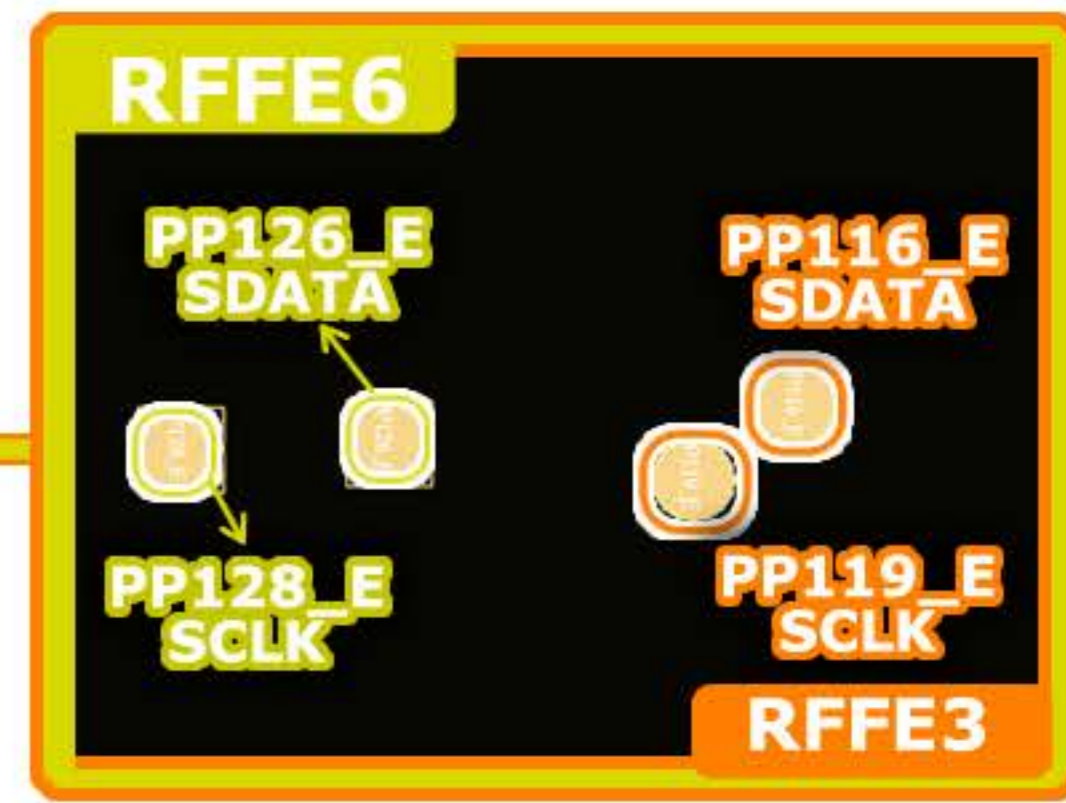 RFFE6
PP126_E
SDATA
PP116_E
SDATA
PP128_E
SCLK
PP119_E
SCLK
RFFE3